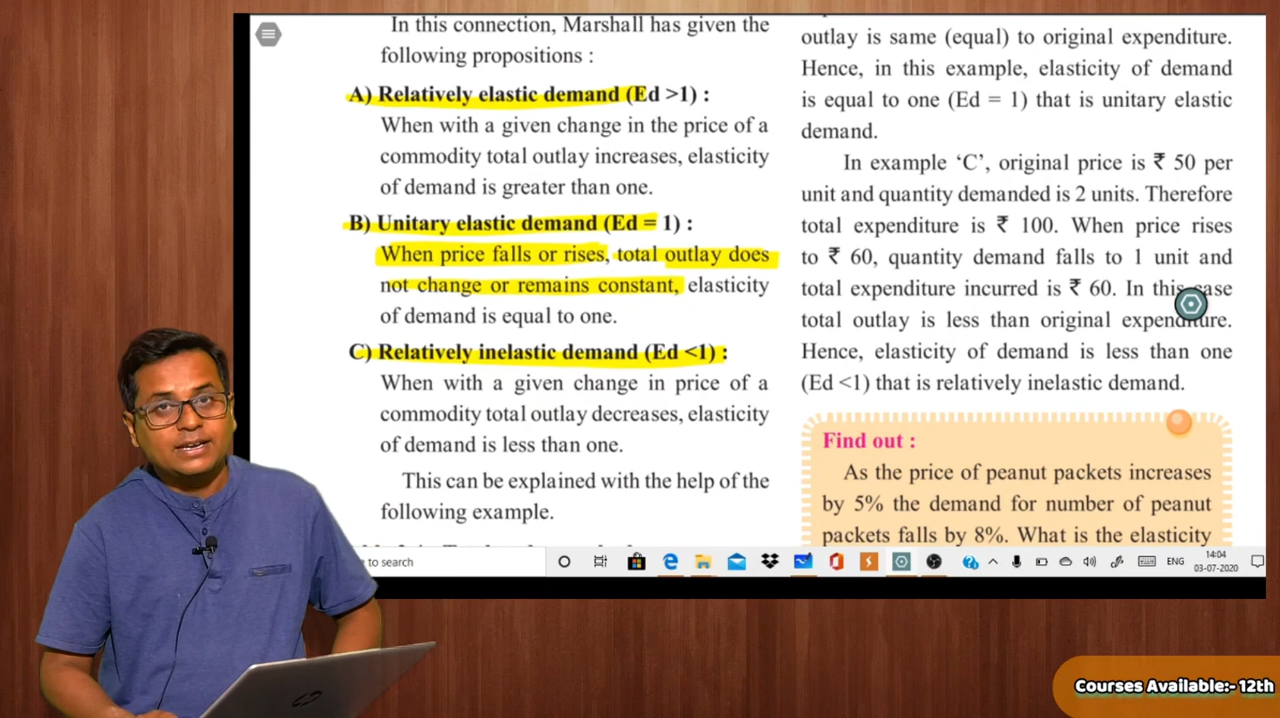 In this connection, Marshall has given the
following propositions :
A) Relatively elastic demand (Ed >1) :
When with a given change in the price of a
commodity total outlay increases, elasticity
of demand is greater than one.
B) Unitary elastic demand (Ed = 1) :
When price falls or rises, total outlay does
not change or remains constant, elasticity
of demand is equal to one.
C) Relatively inelastic demand (Ed <1) :
When with a given change in price of a
commodity total outlay decreases, elasticity
of demand is less than one.
This can be explained with the help of the
following example.
outlay is same (equal) to original expenditure.
Hence, in this example, elasticity of demand
is equal to one (Ed = 1) that is unitary elastic
demand.
In example ‘C’, original price is ₹ 50 per
unit and quantity demanded is 2 units. Therefore
total expenditure is ₹ 100. When price rises
to ₹ 60, quantity demand falls to 1 unit and
total expenditure incurred is ₹ 60. In this case
total outlay is less than original expenditure.
Hence, elasticity of demand is less than one
(Ed <1) that is relatively inelastic demand.
Find out :
As the price of peanut packets increases
by 5% the demand for number of peanut
packets falls by 8%. What is the elasticity
to search
ENG
14:04
03-07-2020
Courses Available:- 12th